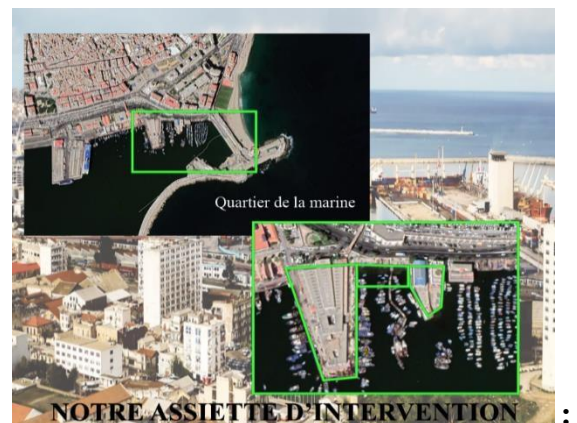 Quartier de la marine
NOTRE ASSIETTE D'INTERVENTION :